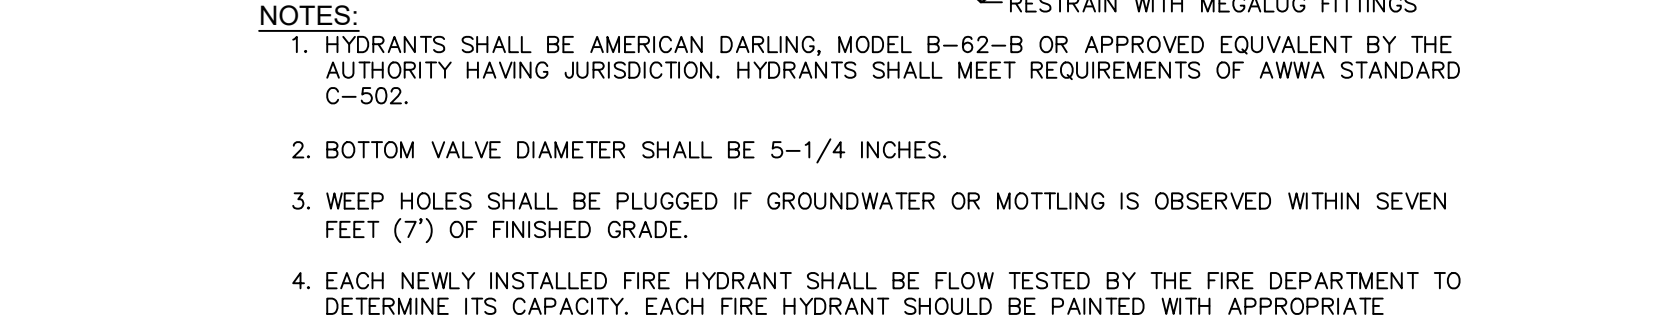 RESTRAIN WITH MEGALUG FITTINGS
NOTES:
1. HYDRANTS SHALL BE AMERICAN DARLING, MODEL B-62-B OR APPROVED EQUVALENT BY THE
AUTHORITY HAVING JURISDICTION. HYDRANTS SHALL MEET REQUIREMENTS OF AWWA STANDARD
C-502.
2. BOTTOM VALVE DIAMETER SHALL BE 5-1/4 INCHES.
3. WEEP HOLES SHALL BE PLUGGED IF GROUNDWATER OR MOTTLING IS OBSERVED WITHIN SEVEN
FEET (7') OF FINISHED GRADE.
4. EACH NEWLY INSTALLED FIRE HYDRANT SHALL BE FLOW TESTED BY THE FIRE DEPARTMENT TO
DETERMINE ITS CAPACITY. EACH FIRE HYDRANT SHOULD BE PAINTED WITH APPROPRIATE